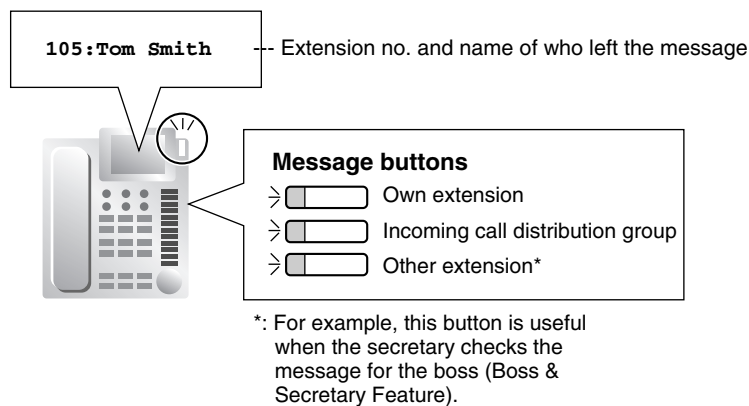 105:Tom Smith
--- Extension no. and name of who left the message
Message buttons
Own extension
Incoming call distribution group
Other extension*
*: For example, this button is useful
when the secretary checks the
message for the boss (Boss &
Secretary Feature).